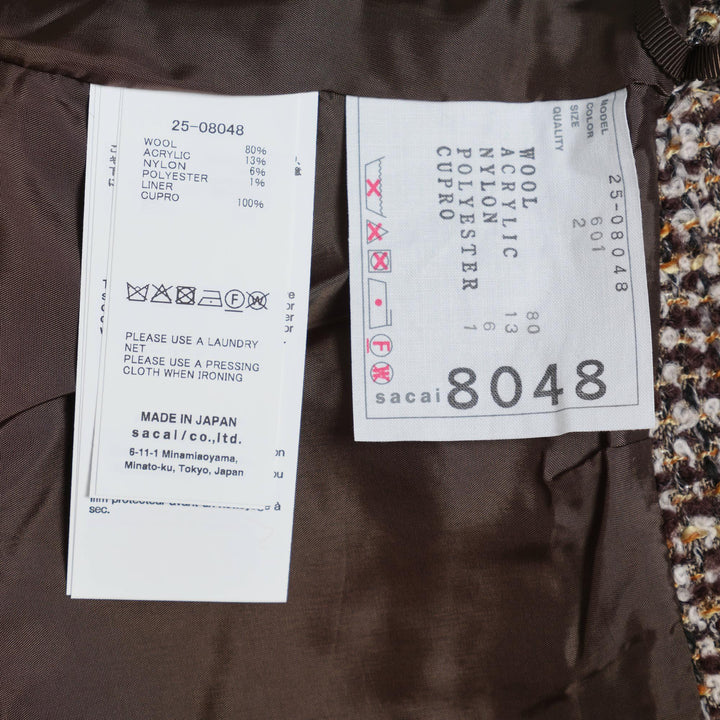 25-08048
WOOL 80%
ACRYLIC 13%
NYLON 6%
POLYESTER 1%
LINER
CUPRO 100%
PLEASE USE A LAUNDRY
NET
PLEASE USE A PRESSING
CLOTH WHEN IRONING
MADE IN JAPAN
sacai/co.,ltd.
6-11-1 Minamiaoyama,
Minato-ku, Tokyo, Japan
sec.
MODEL 25-08048
COLOR 601
SIZE 2
QUALITY
WOOL 80
ACRYLIC 13
NYLON 6
POLYESTER 1
CUPRO
sacai 8048